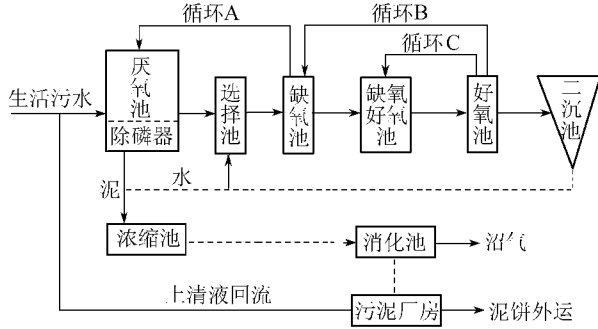 循环A
循环B
循环C
生活污水
厌氧池
除磷器
选择池
缺氧池
缺氧
好氧池
好氧池
二沉池
泥
水
浓缩池
消化池
沼气
上清液回流
污泥厂房
泥饼外运